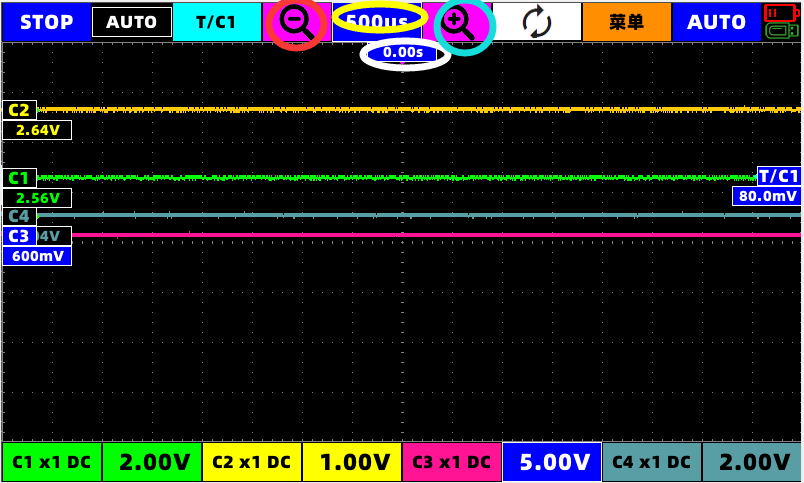 STOP AUTO T/C1 500us 菜单 AUTO
0.00s
C2
2.64V
C1 T/C1
2.56V 80.0mV
C4
C3 04V
600mV
C1 x1 DC 2.00V C2 x1 DC 1.00V C3 x1 DC 5.00V C4 x1 DC 2.00V